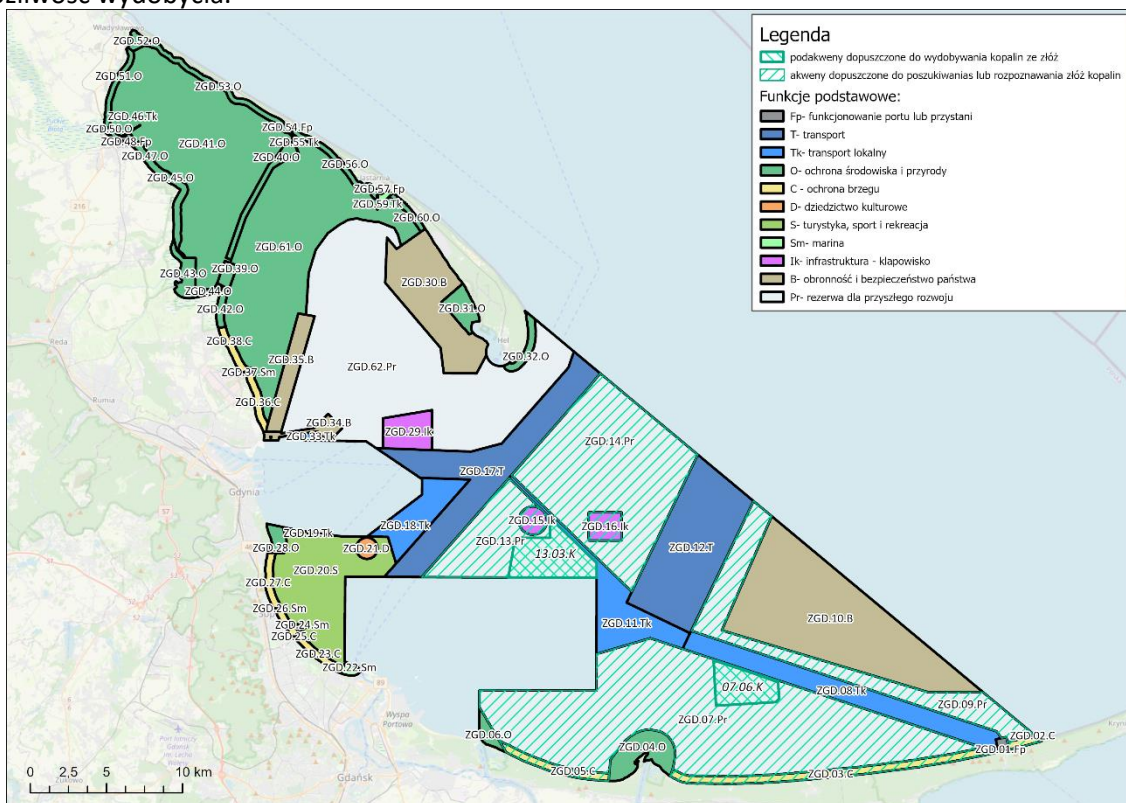 możliwość wydobycia.
Legenda
podakweny dopuszczone do wydobywania kopalin ze złóż
akweny dopuszczone do poszukiwanias lub rozpoznawania złóż kopalin
Funkcje podstawowe:
Fp- funkcjonowanie portu lub przystani
T- transport
Tk- transport lokalny
O- ochrona środowiska i przyrody
C - ochrona brzegu
D- dziedzictwo kulturowe
S- turystyka, sport i rekreacja
Sm- marina
Ik- infrastruktura - klapowisko
B- obronność i bezpieczeństwo państwa
Pr- rezerwa dla przyszłego rozwoju
Władysławowo
ZGD.52.O
ZGD.51.O
ZGD.53.O
ZGD.46.Tk
ZGD.50.O
ZGD.48.Fp
ZGD.47.O
ZGD.41.O
ZGD.54.Fp
ZGD.55.Tk
ZGD.40.O
ZGD.56.O
ZGD.45.O
Jastarnia
ZGD.57.Fp
ZGD.59.Tk
ZGD.60.O
216
ZGD.61.O
ZGD.39.O
ZGD.43.O
ZGD.44.O
ZGD.42.O
ZGD.30.B
ZGD.31.O
Reda
ZGD.38.C
ZGD.35.B
Hel
ZGD.32.O
ZGD.37.Sm
ZGD.62.Pr
Rumia
ZGD.36.C
ZGD.34.B
ZGD.33.Tk
ZGD.29.Ik
ZGD.14.Pr
ZGD.17.T
Gdynia
ZGD.18.Tk
ZGD.15.Ik
ZGD.16.Ik
ZGD.19.Tk
ZGD.13.Pr
ZGD.28.O
ZGD.21.D
13.03.K
ZGD.12.T
ZGD.20.S
ZGD.27.C
ZGD.26.Sm
ZGD.24.Sm
ZGD.25.C
ZGD.11.Tk
ZGD.10.B
ZGD.23.C
ZGD.22.Sm
89
07.06.K
ZGD.08.Tk
ZGD.09.Pr
Wyspa
Portowa
ZGD.07.Pr
ZGD.06.O
ZGD.04.O
ZGD.02.C
ZGD.01.Fp
ZGD.05.C
ZGD.03.C
Gdańsk
0 2,5 5 10 km